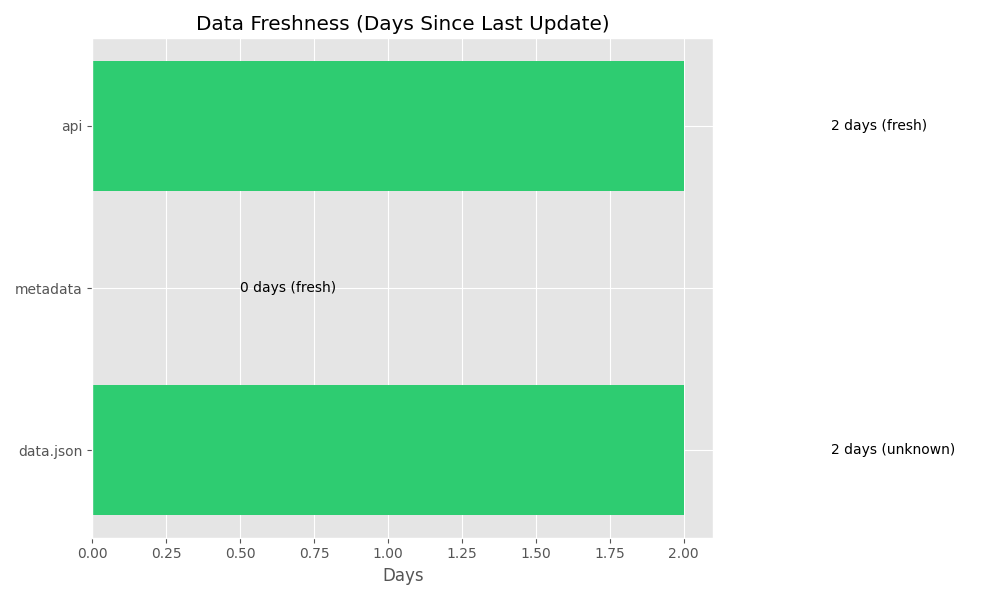 Data Freshness (Days Since Last Update)
api
2 days (fresh)
metadata
0 days (fresh)
data.json
2 days (unknown)
0.00 0.25 0.50 0.75 1.00 1.25 1.50 1.75 2.00
Days